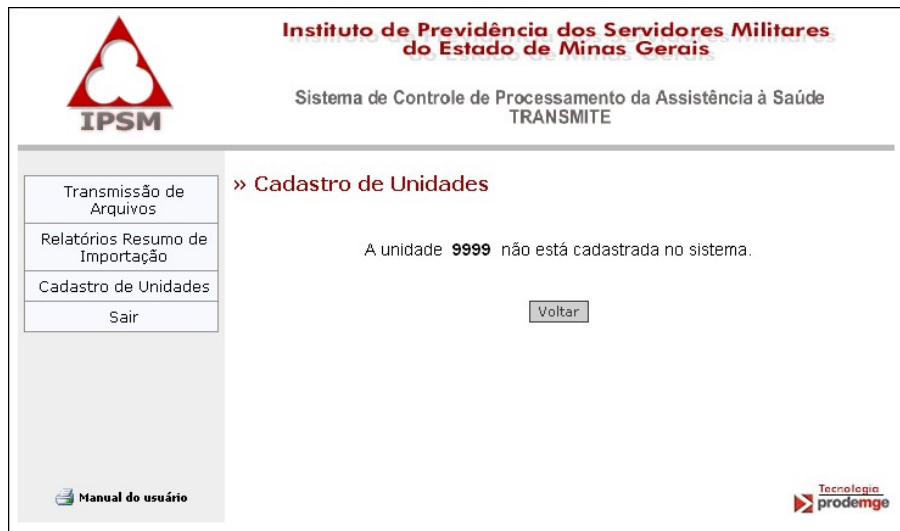 Instituto de Previdência dos Servidores Militares
do Estado de Minas Gerais
IPSM
Sistema de Controle de Processamento da Assistência à Saúde
TRANSMITE
Transmissão de
Arquivos
Relatórios Resumo de
Importação
Cadastro de Unidades
Sair
» Cadastro de Unidades
A unidade 9999 não está cadastrada no sistema.
Voltar
Manual do usuário
Tecnologia
prodemge